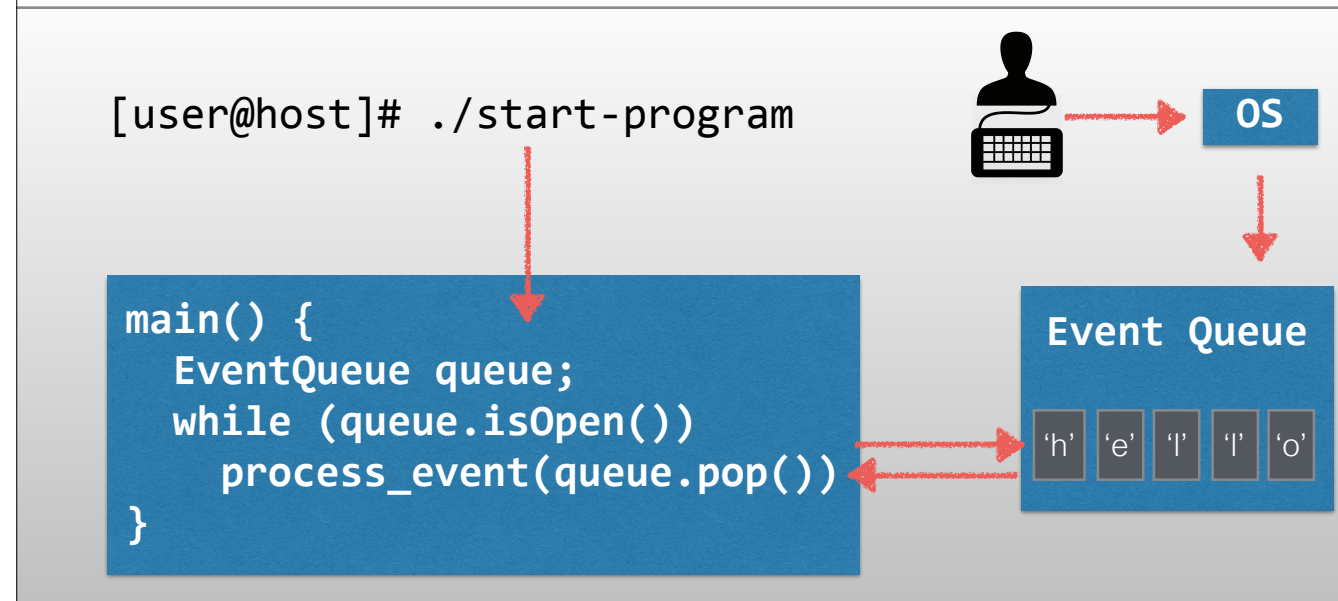 [user@host]# ./start-program
OS
main() {
  EventQueue queue;
  while (queue.isOpen())
    process_event(queue.pop())
}
Event Queue
‘h’ ‘e’ ‘l’ ‘l’ ‘o’